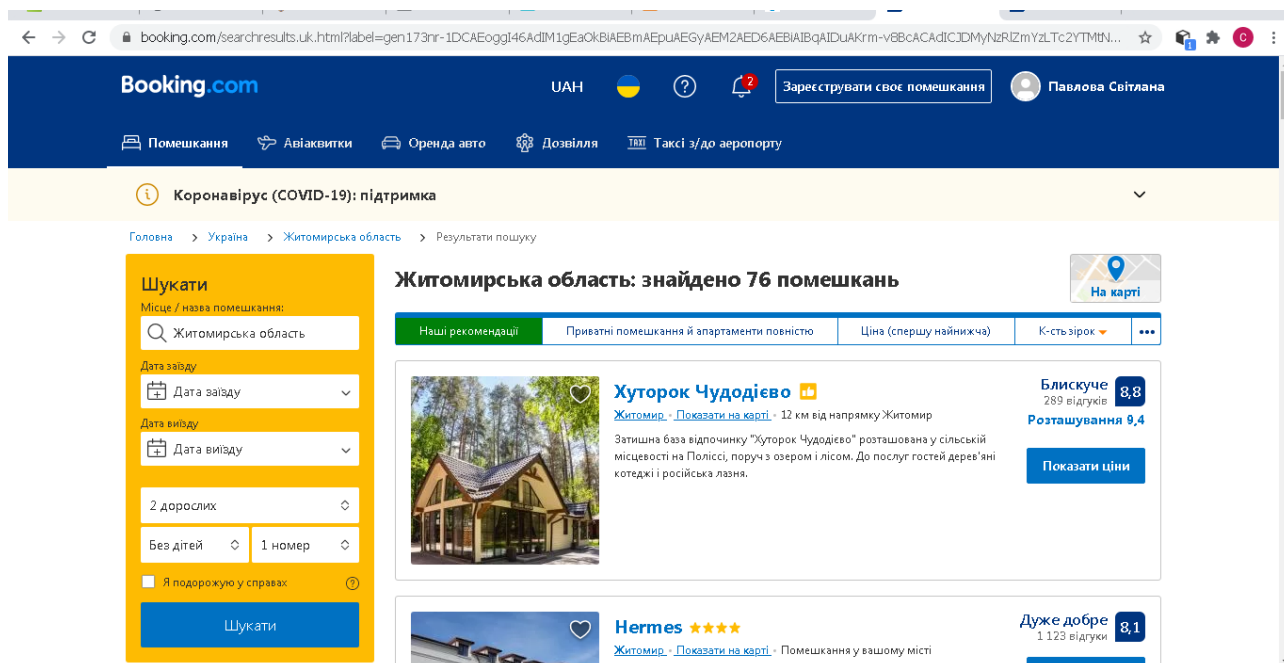 booking.com/searchresults.uk.html?label=gen173nr-1DCAEoggI46AdIM1gEaOkBiAEBmAEpuAEGyAEM2AED6AEBiAIBqAIDuAKrm-v8BcACAdICJDMyNzRlZmYzLTc2YTMtN...
C
Booking.com
UAH
2
Зареєструвати своє помешкання
Павлова Світлана
Помешкання
Авіаквитки
Оренда авто
Дозвілля
TAXI Таксі з/до аеропорту
Коронавірус (COVID-19): підтримка
Головна > Україна > Житомирська область > Результати пошуку
Шукати
Місце / назва помешкання:
Житомирська область
Дата заїзду
Дата заїзду
Дата виїзду
Дата виїзду
2 дорослих
Без дітей
1 номер
Я подорожую у справах
Шукати
Житомирська область: знайдено 76 помешкань
На карті
Наші рекомендації
Приватні помешкання й апартаменти повністю
Ціна (спершу найнижча)
К-сть зірок
Хуторок Чудодієво
Житомир - Показати на карті - 12 км від напрямку Житомир
Затишна база відпочинку "Хуторок Чудодієво" розташована у сільській
місцевості на Поліссі, поруч з озером і лісом. До послуг гостей дерев'яні
котеджі і російська лазня.
Блискуче 8,8
289 відгуків
Розташування 9,4
Показати ціни
Hermes
Житомир - Показати на карті - Помешкання у вашому місті
Дуже добре 8,1
1 123 відгуки